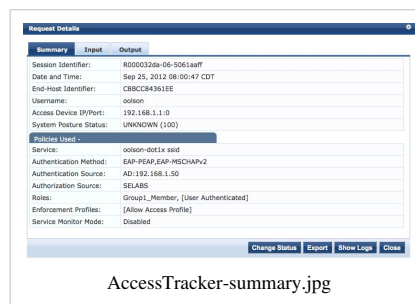 Request Details
Summary Input Output
Session Identifier: R000032da-06-5061aaff
Date and Time: Sep 25, 2012 08:00:47 CDT
End-Host Identifier: C8BCC84361EE
Username: oolson
Access Device IP/Port: 192.168.1.1:0
System Posture Status: UNKNOWN (100)
Policies Used -
Service: oolson-dot1x ssid
Authentication Method: EAP-PEAP,EAP-MSCHAPv2
Authentication Source: AD:192.168.1.50
Authorization Source: SELABS
Roles: Group1_Member, [User Authenticated]
Enforcement Profiles: [Allow Access Profile]
Service Monitor Mode: Disabled
Change Status Export Show Logs Close
AccessTracker-summary.jpg